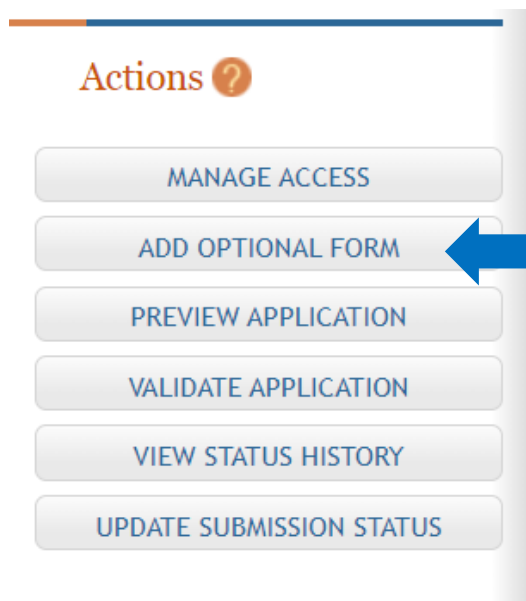 Actions ?
MANAGE ACCESS
ADD OPTIONAL FORM
PREVIEW APPLICATION
VALIDATE APPLICATION
VIEW STATUS HISTORY
UPDATE SUBMISSION STATUS